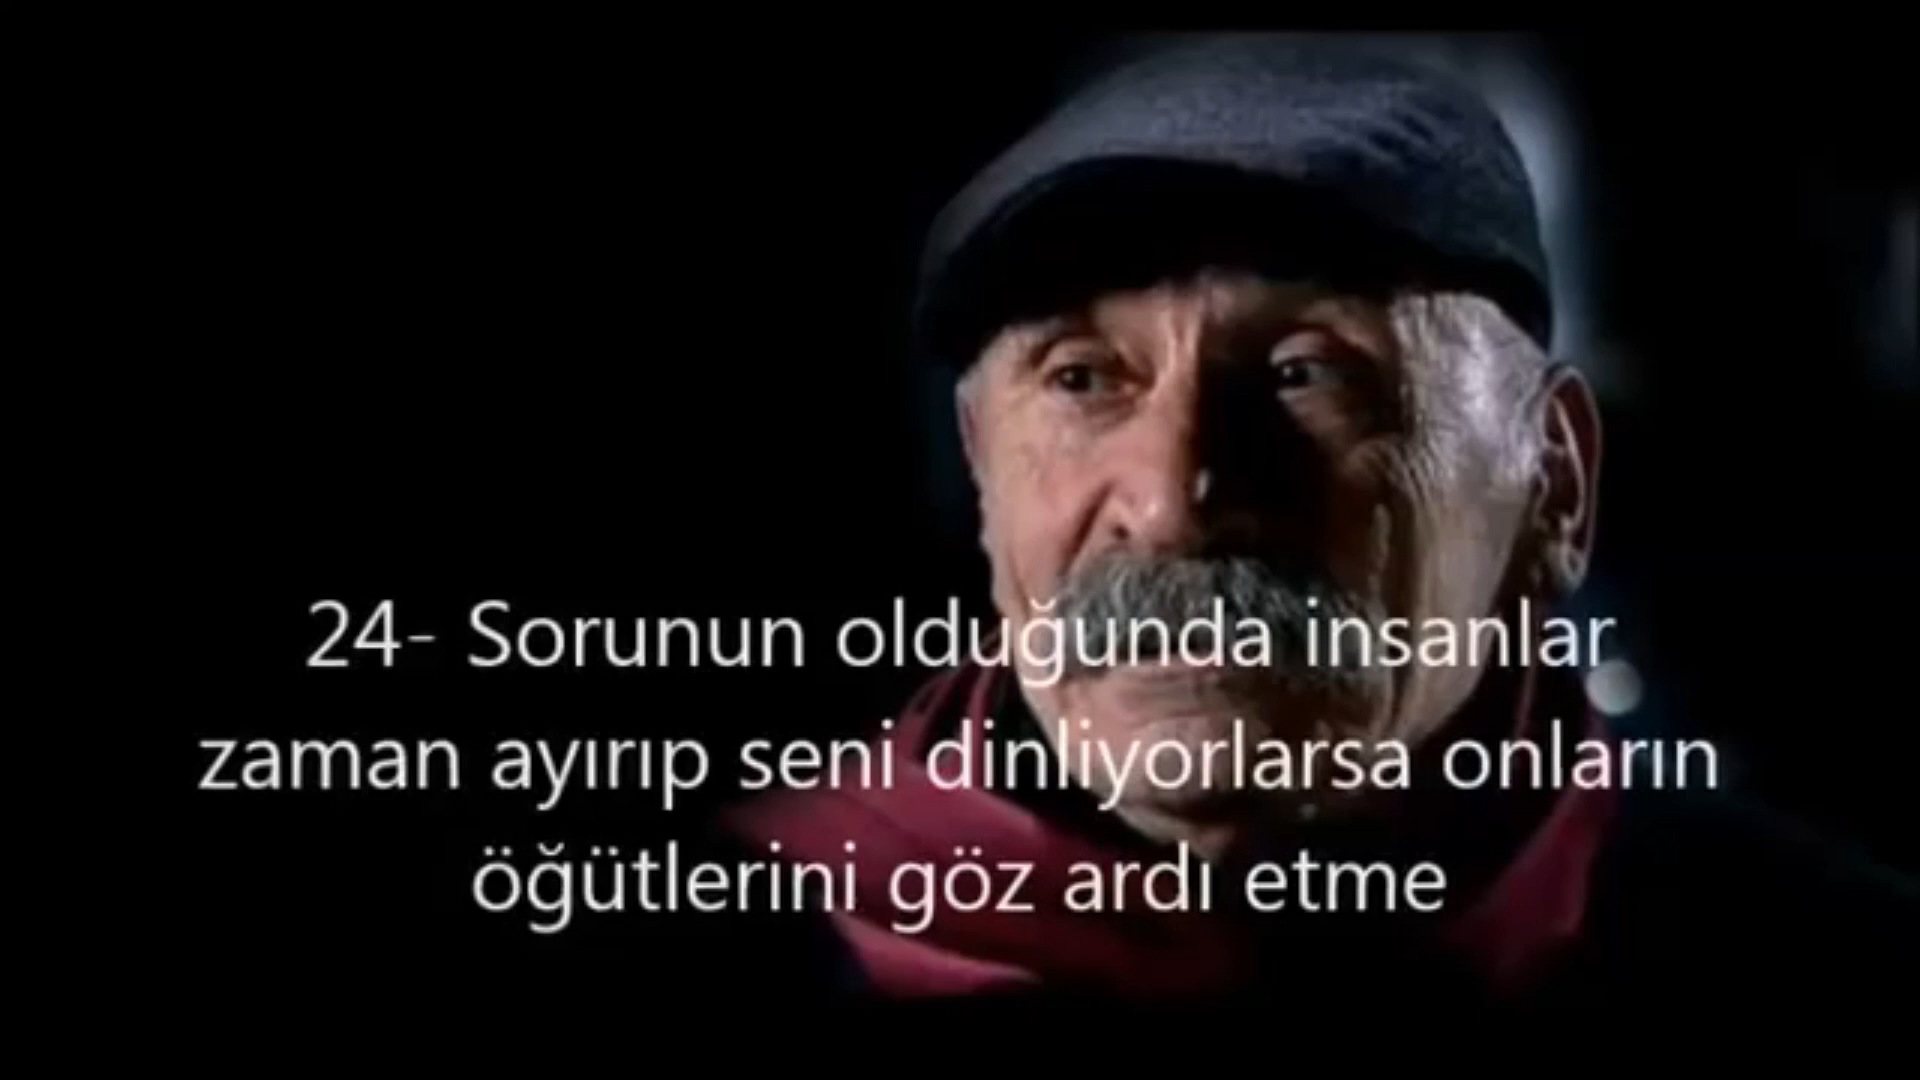 24- Sorunun olduğunda insanlar
zaman ayırıp seni dinliyorlarsa onların
öğütlerini göz ardı etme